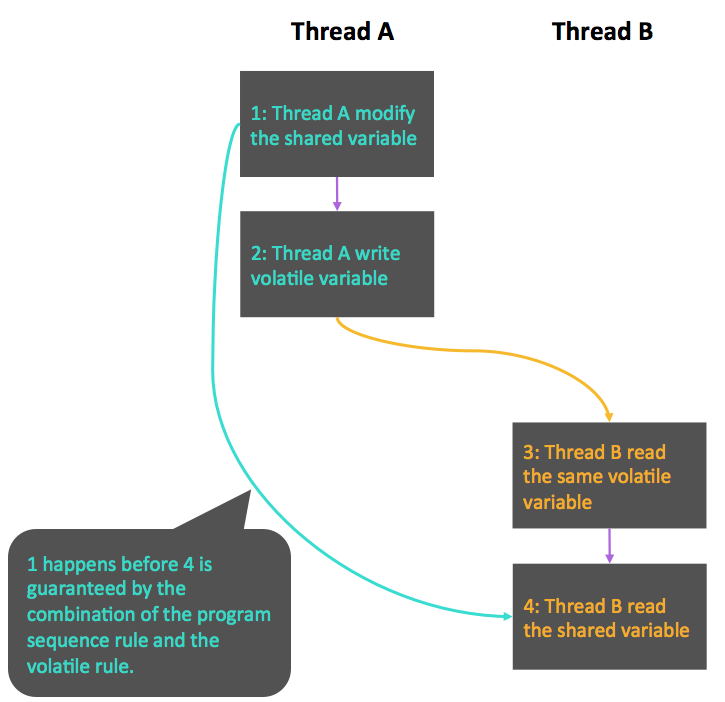 Thread A
Thread B
1: Thread A modify
the shared variable
2: Thread A write
volatile variable
3: Thread B read
the same volatile
variable
4: Thread B read
the shared variable
1 happens before 4 is
guaranteed by the
combination of the program
sequence rule and the
volatile rule.